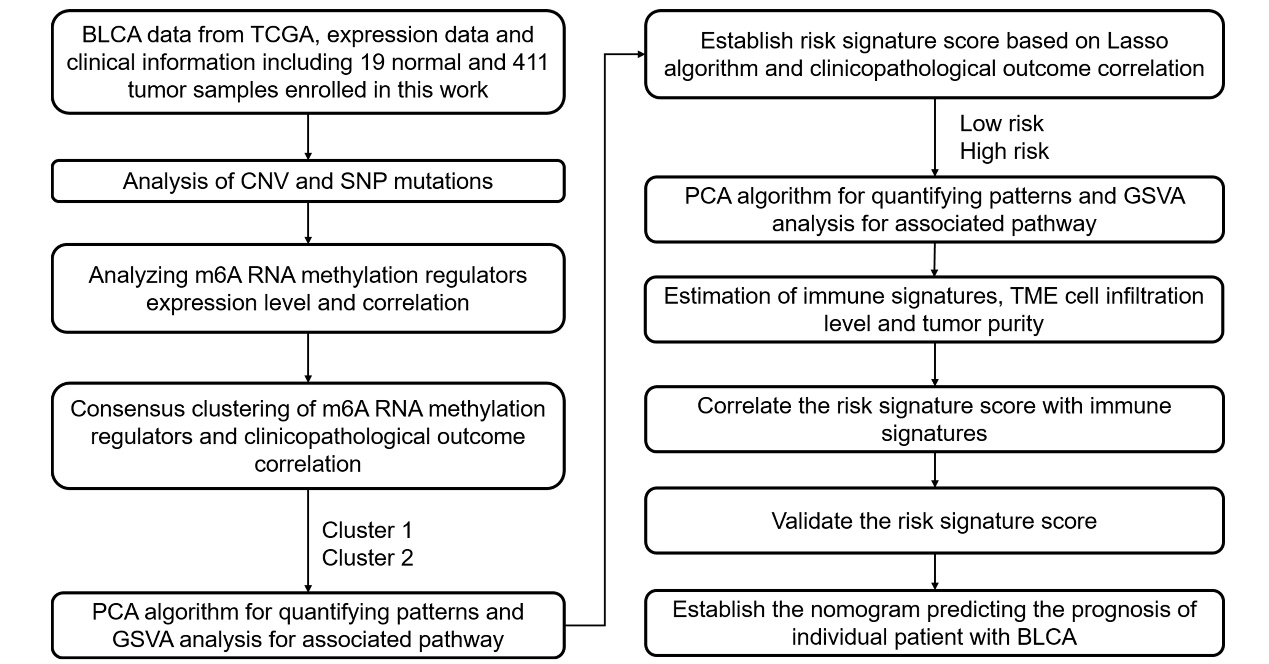 BLCA data from TCGA, expression data and
clinical information including 19 normal and 411
tumor samples enrolled in this work
Analysis of CNV and SNP mutations
Analyzing m6A RNA methylation regulators
expression level and correlation
Consensus clustering of m6A RNA methylation
regulators and clinicopathological outcome
correlation
Cluster 1
Cluster 2
PCA algorithm for quantifying patterns and
GSVA analysis for associated pathway
Establish risk signature score based on Lasso
algorithm and clinicopathological outcome correlation
Low risk
High risk
PCA algorithm for quantifying patterns and GSVA
analysis for associated pathway
Estimation of immune signatures, TME cell infiltration
level and tumor purity
Correlate the risk signature score with immune
signatures
Validate the risk signature score
Establish the nomogram predicting the prognosis of
individual patient with BLCA